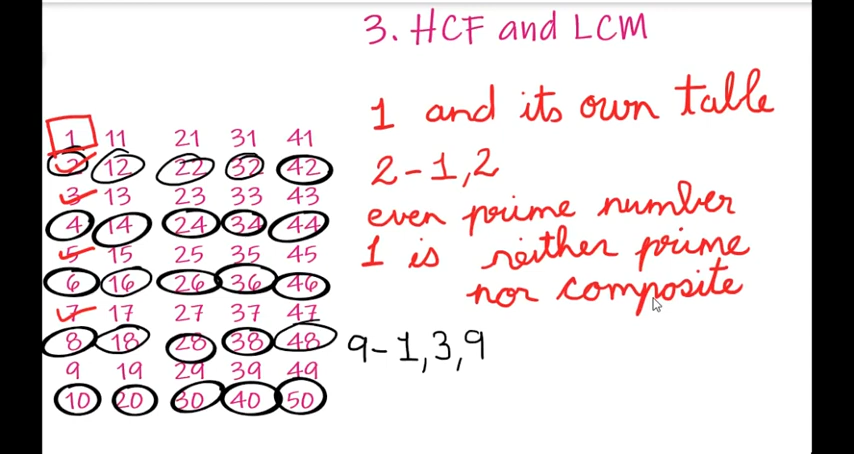 3. HCF and LCM
1 and its own table
2-1,2
even prime number
1 is neither prime
nor composite
1 11 21 31 41
2 12 22 32 42
3 13 23 33 43
4 14 24 34 44
5 15 25 35 45
6 16 26 36 46
7 17 27 37 47
8 18 28 38 48
9 19 29 39 49
10 20 30 40 50
9-1,3,9